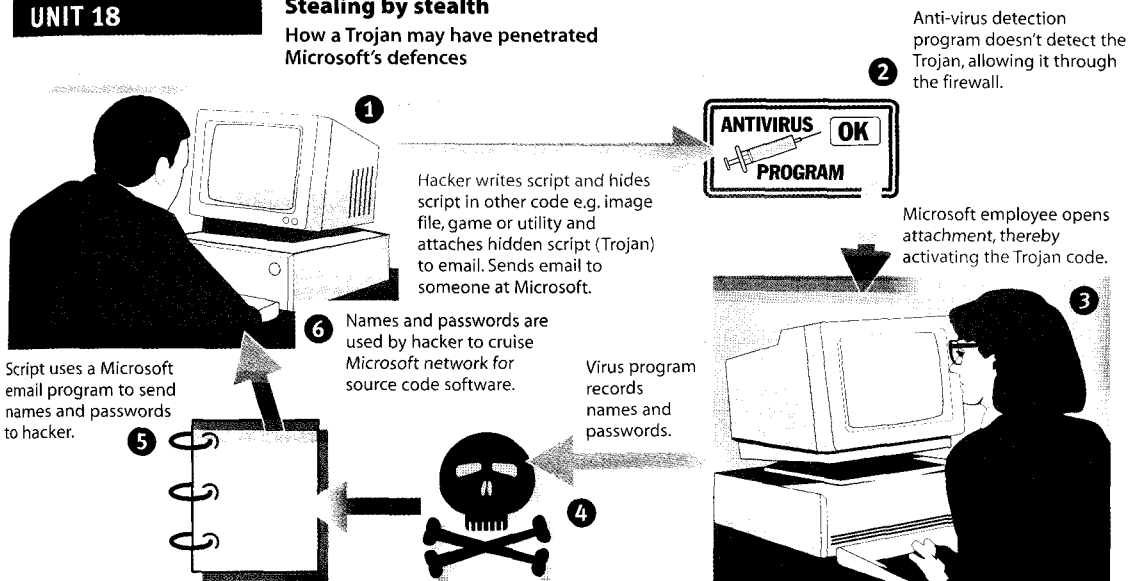 UNIT 18
Stealing by stealth
How a Trojan may have penetrated
Microsoft's defences
1
Hacker writes script and hides
script in other code e.g. image
file, game or utility and
attaches hidden script (Trojan)
to email. Sends email to
someone at Microsoft.
2
Anti-virus detection
program doesn't detect the
Trojan, allowing it through
the firewall.
ANTIVIRUS OK
PROGRAM
Microsoft employee opens
attachment, thereby
activating the Trojan code.
3
Virus program
records
names and
passwords.
4
Script uses a Microsoft
email program to send
names and passwords
to hacker.
5
6
Names and passwords are
used by hacker to cruise
Microsoft network for
source code software.